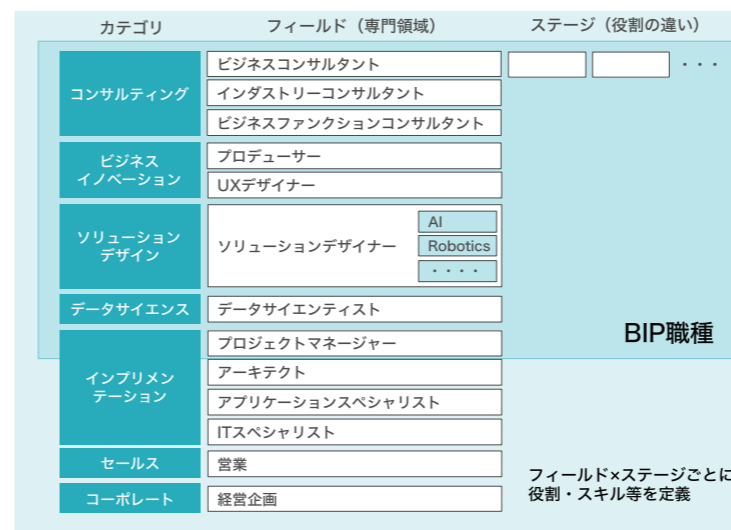 カテゴリ
フィールド（専門領域）
ステージ（役割の違い）
コンサルティング
ビジネスコンサルタント
インダストリーコンサルタント
ビジネスファンクションコンサルタント
・・・
ビジネス
イノベーション
プロデューサー
UXデザイナー
ソリューション
デザイン
ソリューションデザイナー
AI
Robotics
・・・・
データサイエンス
データサイエンティスト
BIP職種
インプリメン
テーション
プロジェクトマネージャー
アーキテクト
アプリケーションスペシャリスト
ITスペシャリスト
セールス
営業
コーポレート
経営企画
フィールド×ステージごとに
役割・スキル等を定義